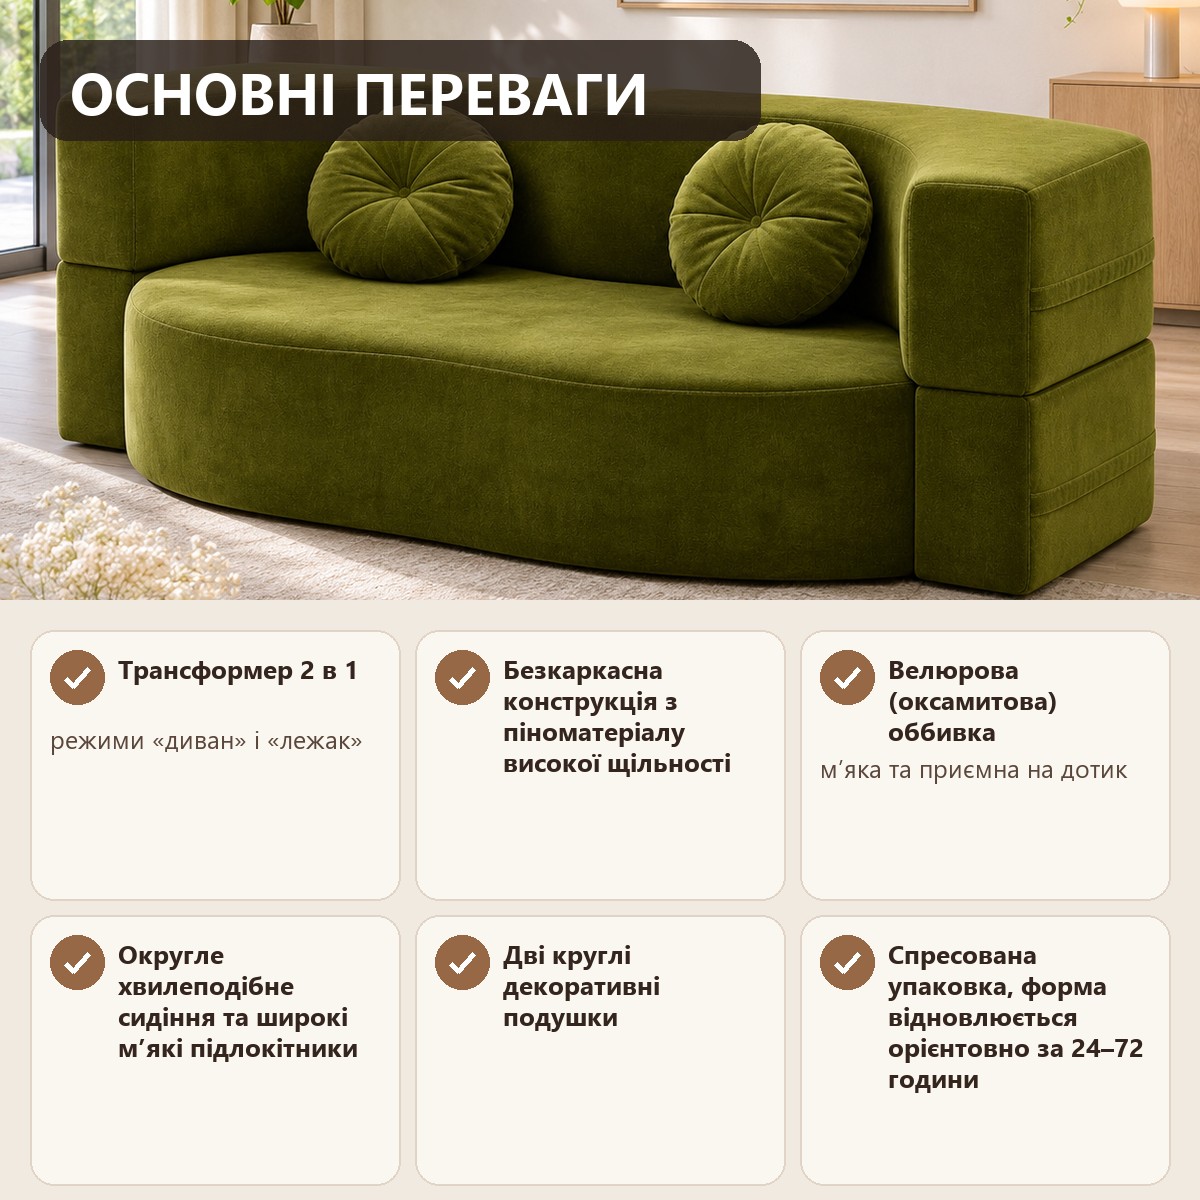 ОСНОВНІ ПЕРЕВАГИ
Трансформер 2 в 1
режими «диван» і «лежак»
Безкаркасна
конструкція з
піноматеріалу
високої щільності
Велюрова
(оксамитова)
оббивка
м’яка та приємна на дотик
Округле
хвилеподібне
сидіння та широкі
м’які підлокітники
Дві круглі
декоративні
подушки
Спресована
упаковка, форма
відновлюється
орієнтовно за 24–72
години